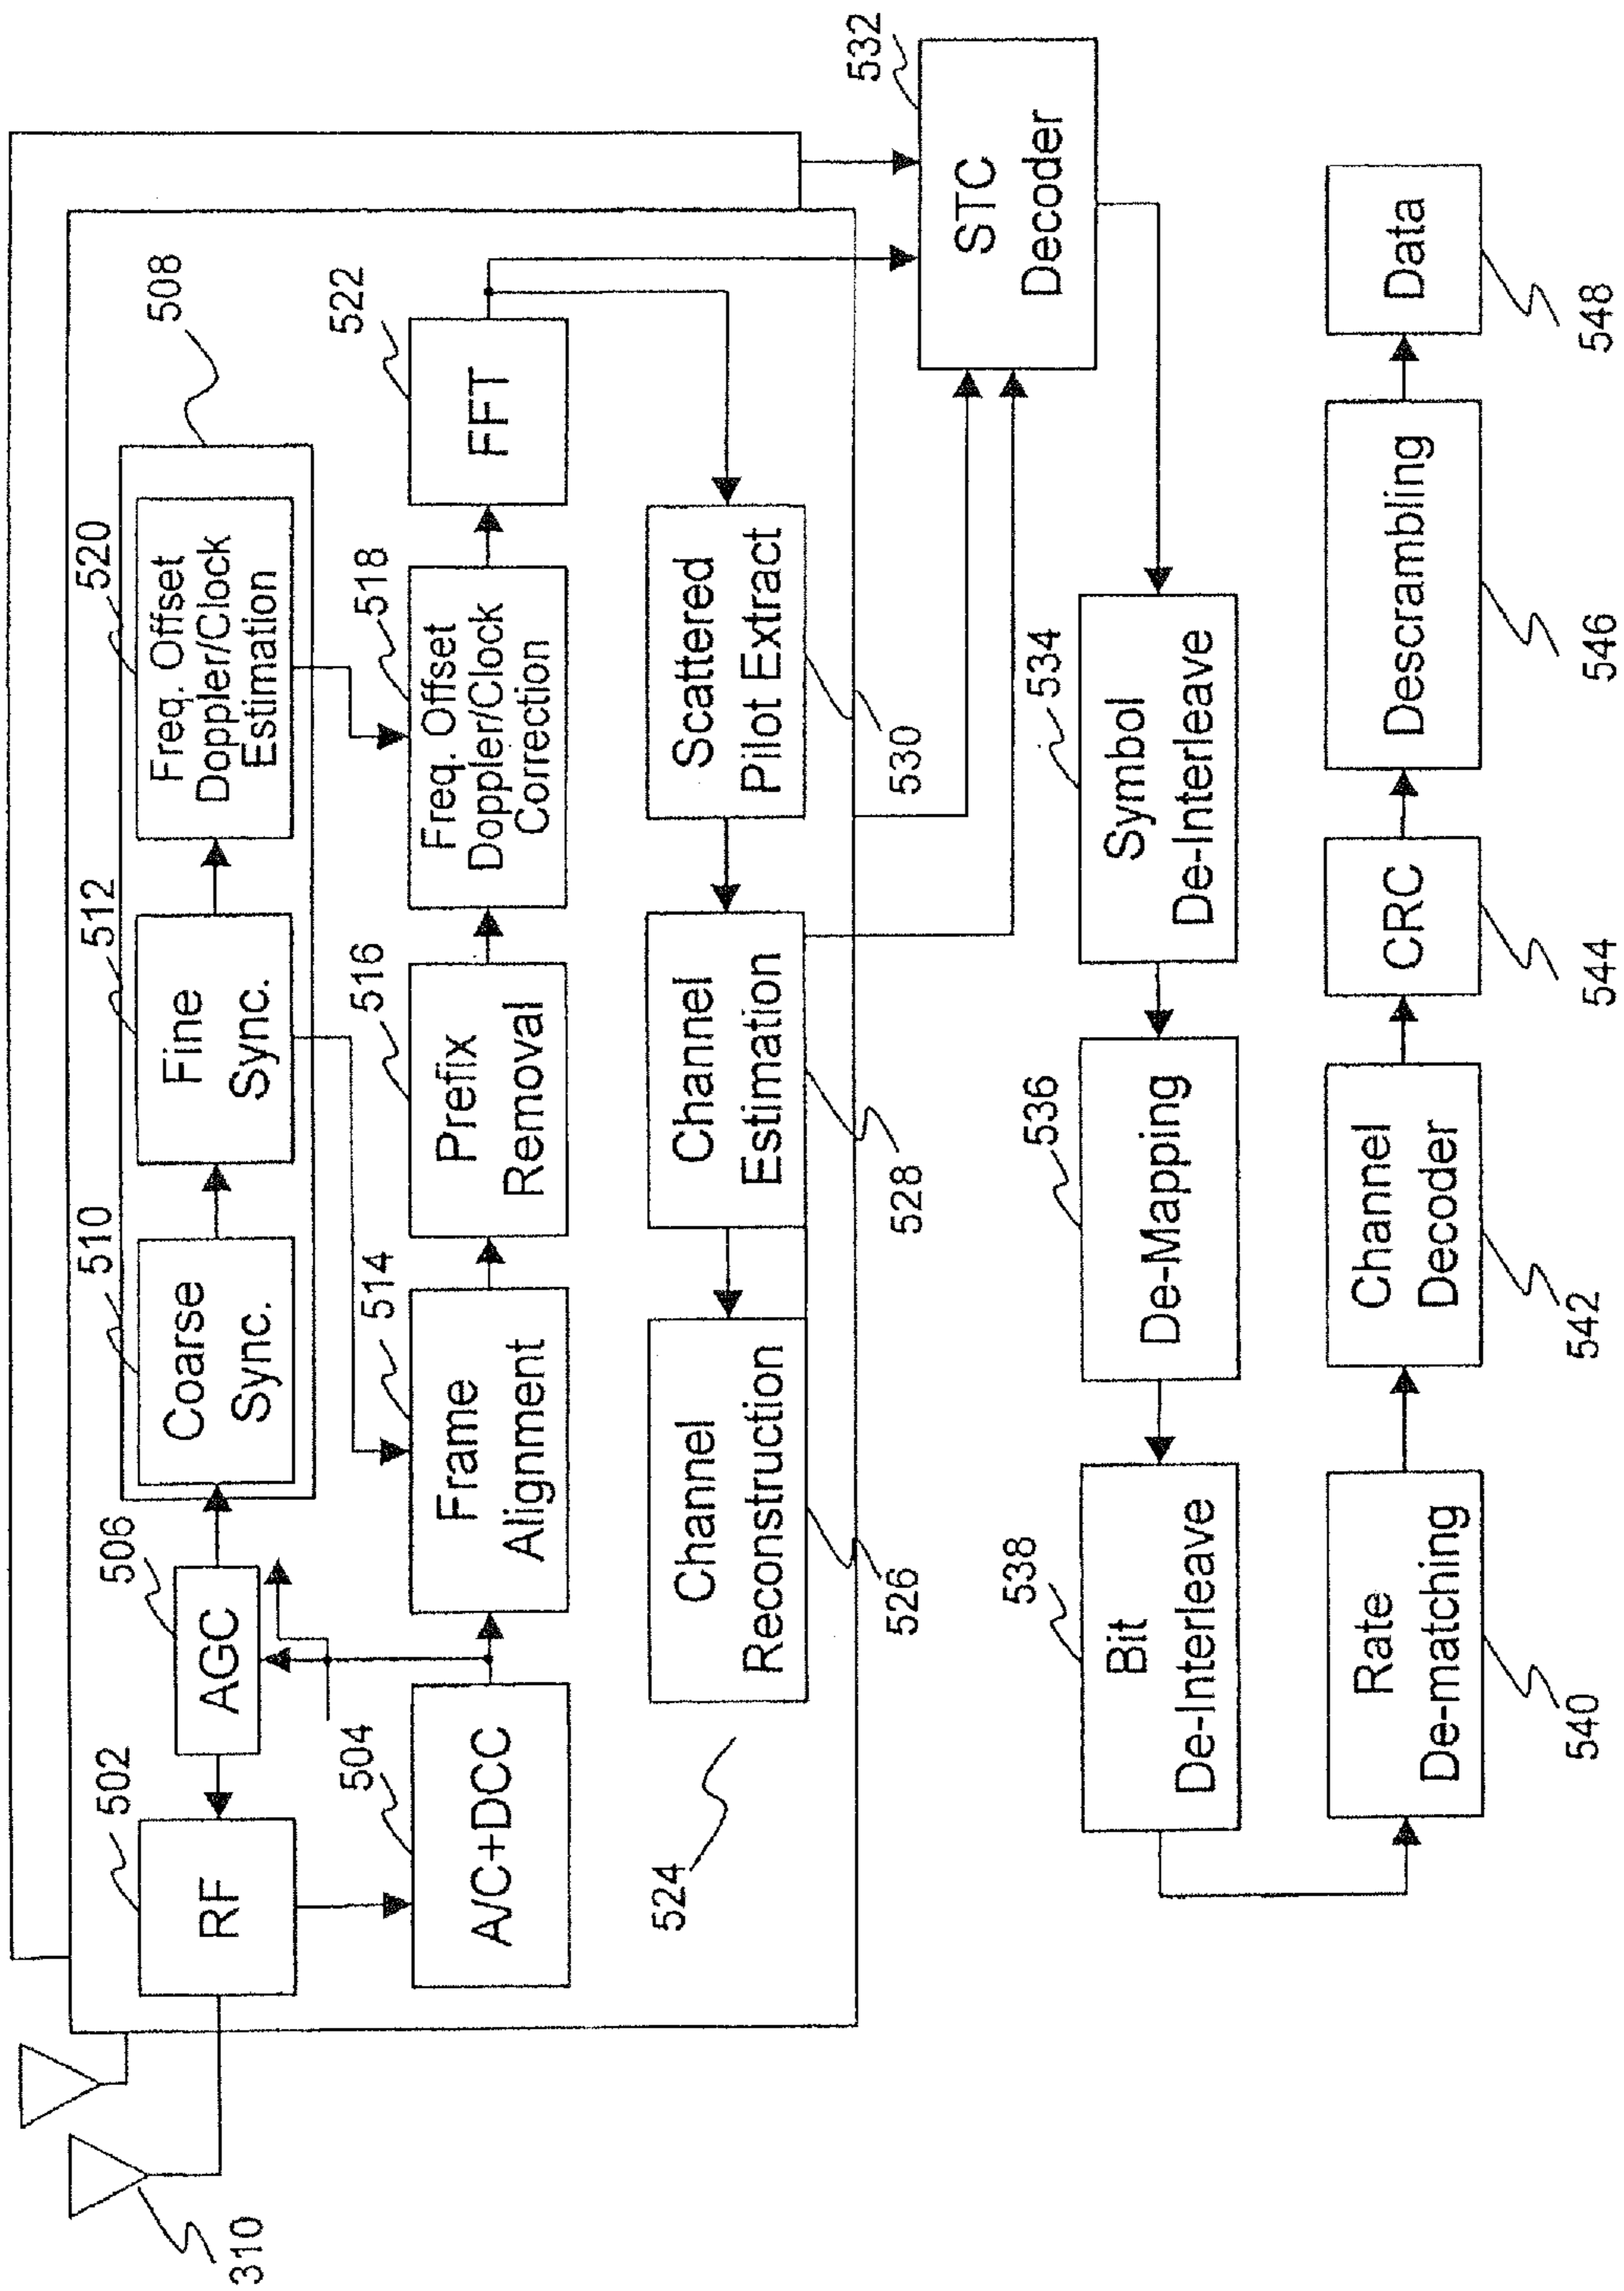 310
502
RF
506
AGC
510
Coarse
Sync.
512
Fine
Sync.
520
Freq. Offset
Doppler/Clock
Estimation
508
504
A/C+DCC
514
Frame
Alignment
516
Prefix
Removal
518
Freq. Offset
Doppler/Clock
Correction
522
FFT
524
Channel
Reconstruction
526
Channel
Estimation
528
Scattered
Pilot Extract
530
532
STC
Decoder
538
Bit
De-Interleave
536
De-Mapping
534
Symbol
De-Interleave
Rate
De-matching
540
Channel
Decoder
542
CRC
544
Descrambling
546
Data
548